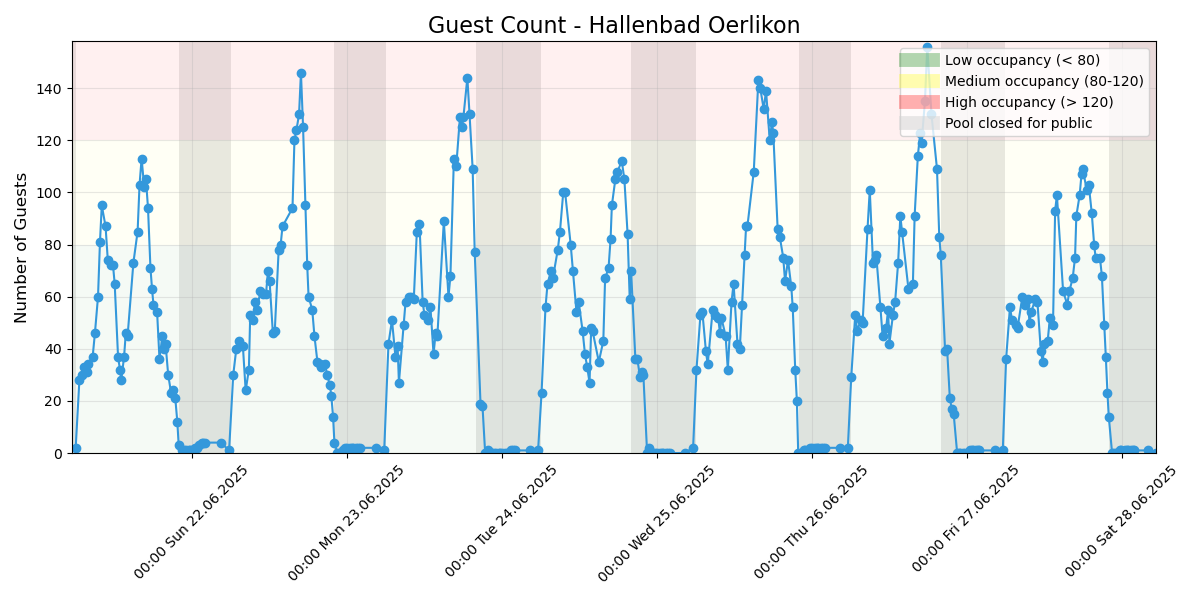 Guest Count - Hallenbad Oerlikon
Number of Guests
140
120
100
80
60
40
20
0
Low occupancy (< 80)
Medium occupancy (80-120)
High occupancy (> 120)
Pool closed for public
00:00 Sun 22.06.2025
00:00 Mon 23.06.2025
00:00 Tue 24.06.2025
00:00 Wed 25.06.2025
00:00 Thu 26.06.2025
00:00 Fri 27.06.2025
00:00 Sat 28.06.2025